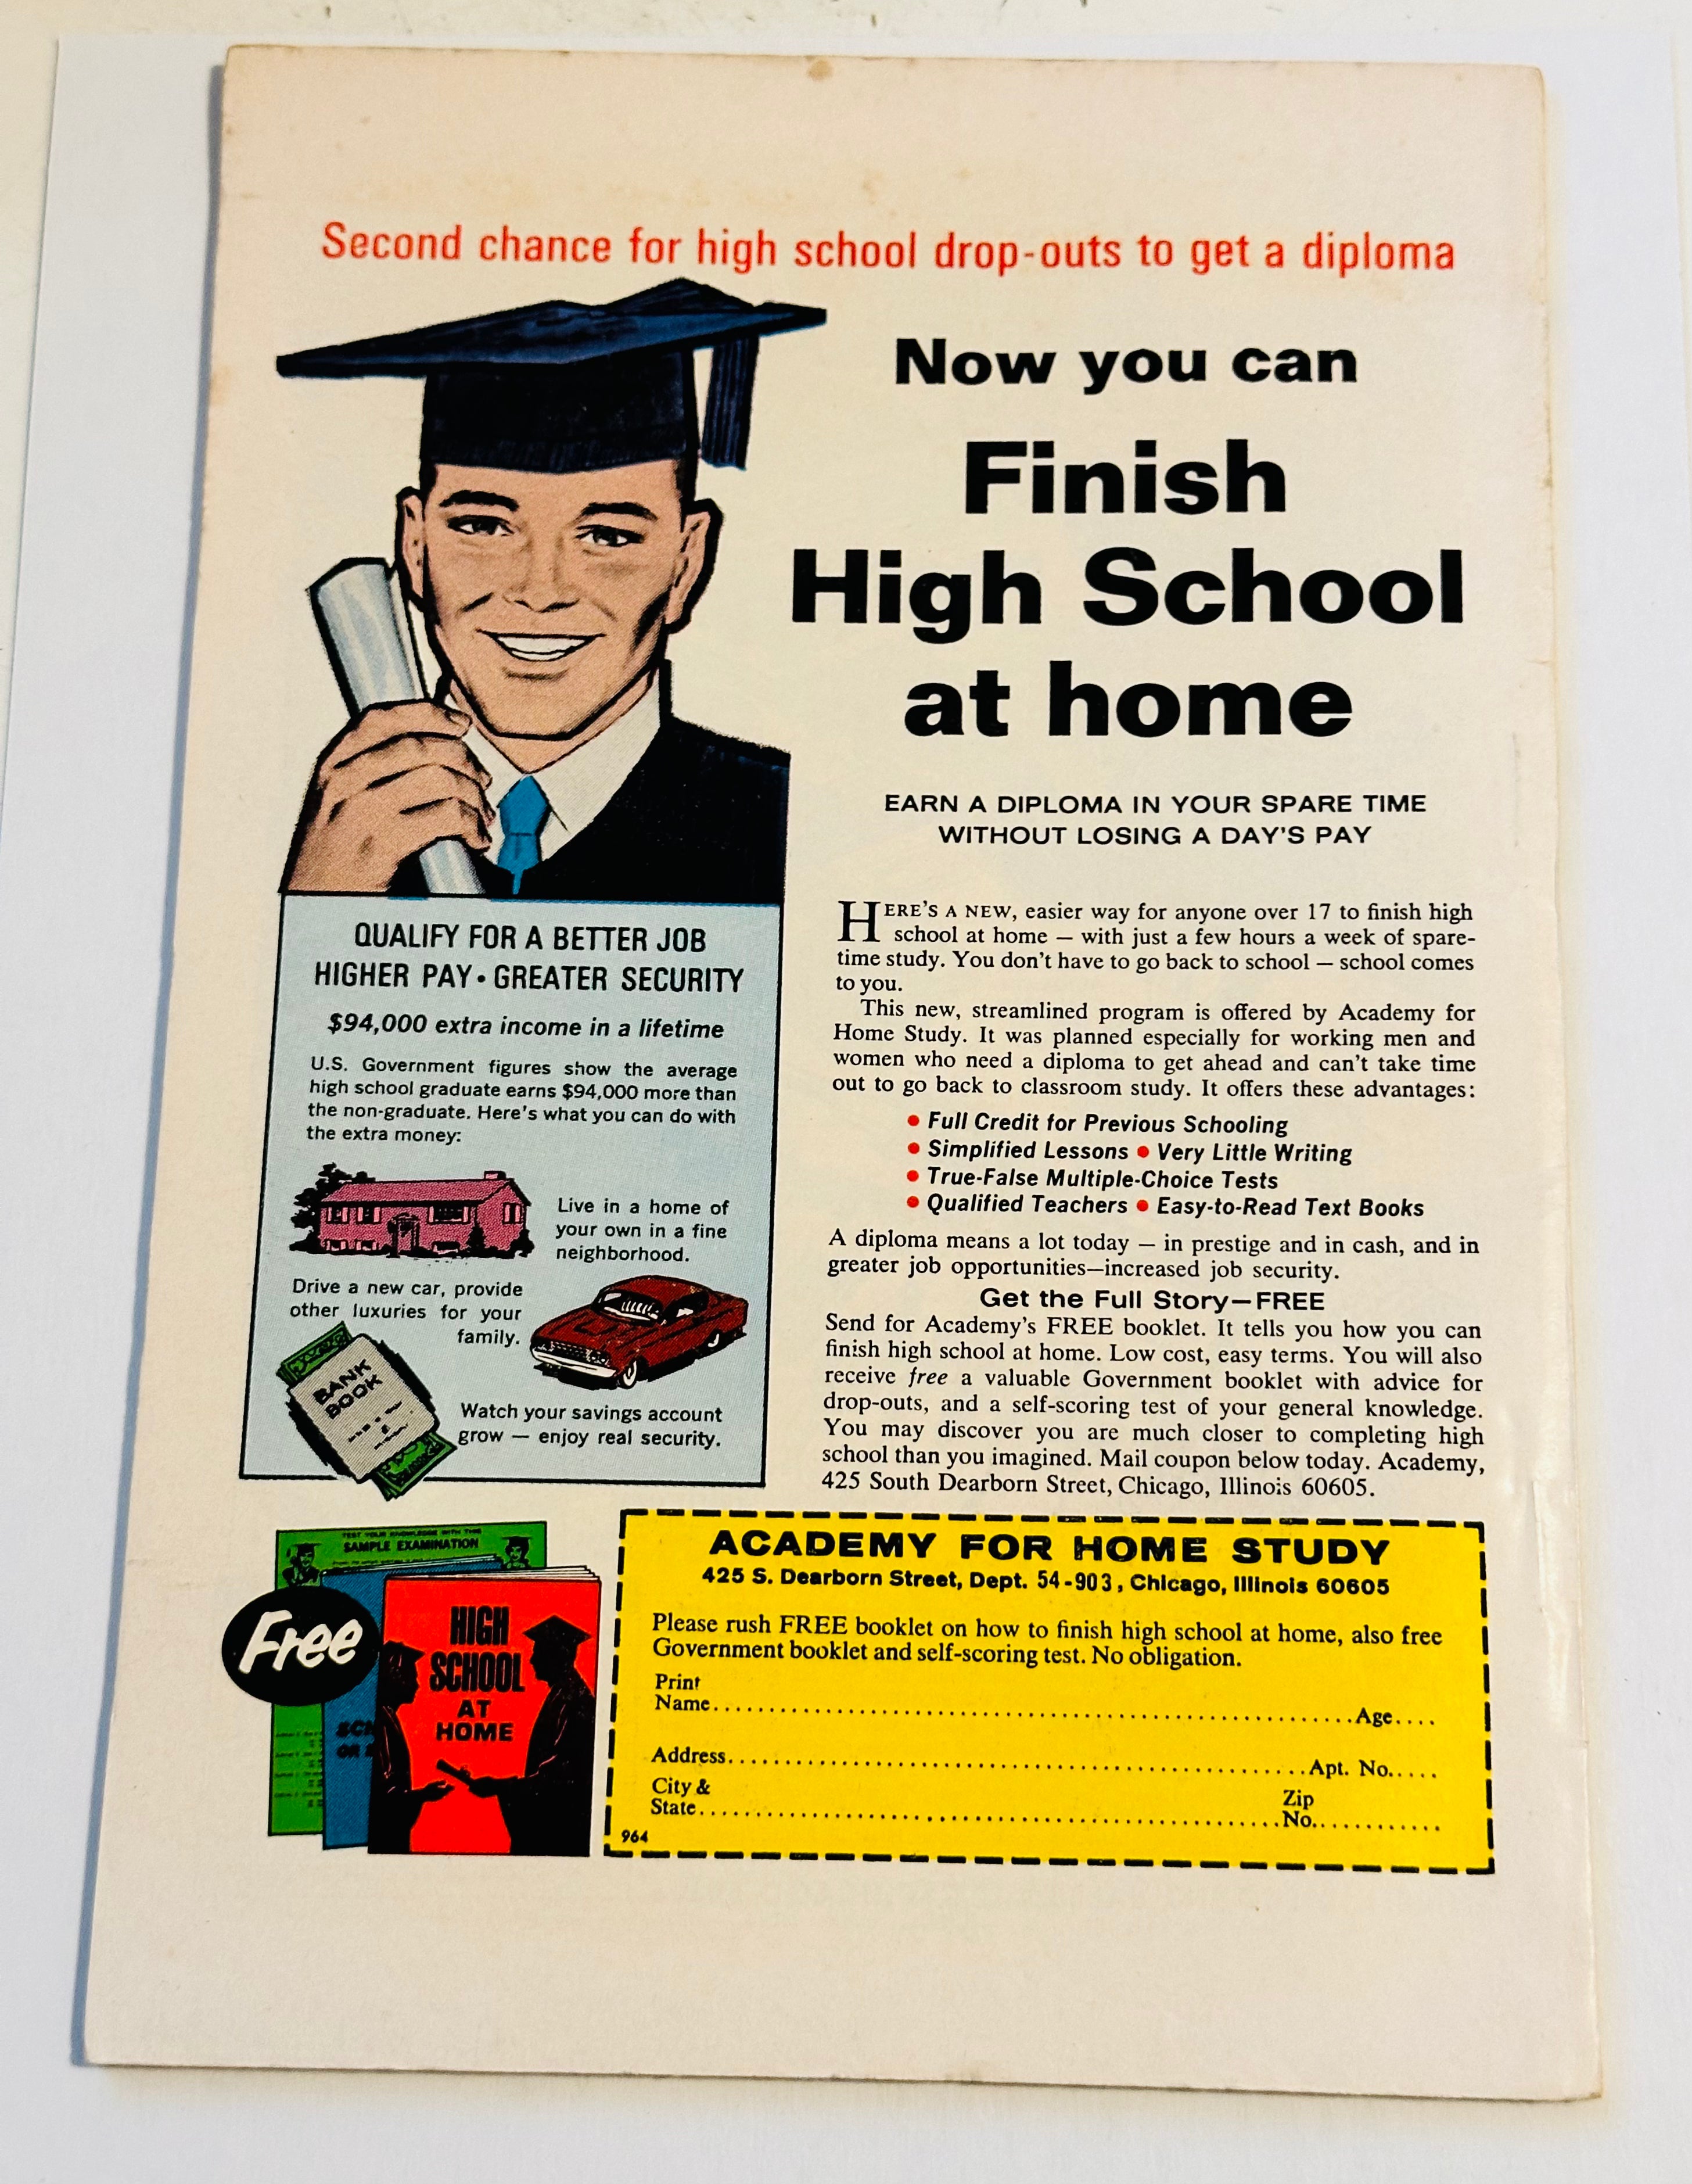 Second chance for high school drop-outs to get a diploma
Now you can
Finish
High School
at home
EARN A DIPLOMA IN YOUR SPARE TIME
WITHOUT LOSING A DAY'S PAY
HERE'S A NEW, easier way for anyone over 17 to finish high
school at home — with just a few hours a week of spare-
time study. You don't have to go back to school — school comes
to you.
This new, streamlined program is offered by Academy for
Home Study. It was planned especially for working men and
women who need a diploma to get ahead and can't take time
out to go back to classroom study. It offers these advantages:
• Full Credit for Previous Schooling
• Simplified Lessons • Very Little Writing
• True-False Multiple-Choice Tests
• Qualified Teachers • Easy-to-Read Text Books
A diploma means a lot today — in prestige and in cash, and in
greater job opportunities—increased job security.
Get the Full Story—FREE
Send for Academy's FREE booklet. It tells you how you can
finish high school at home. Low cost, easy terms. You will also
receive free a valuable Government booklet with advice for
drop-outs, and a self-scoring test of your general knowledge.
You may discover you are much closer to completing high
school than you imagined. Mail coupon below today. Academy,
425 South Dearborn Street, Chicago, Illinois 60605.
QUALIFY FOR A BETTER JOB
HIGHER PAY • GREATER SECURITY
$94,000 extra income in a lifetime
U.S. Government figures show the average
high school graduate earns $94,000 more than
the non-graduate. Here's what you can do with
the extra money:
Live in a home of
your own in a fine
neighborhood.
Drive a new car, provide
other luxuries for your
family.
BANK
BOOK
Watch your savings account
grow — enjoy real security.
TEST YOUR KNOWLEDGE WITH THIS
SAMPLE EXAMINATION
Free
HIGH
SCHOOL
AT
HOME
ACADEMY FOR HOME STUDY
425 S. Dearborn Street, Dept. 54-903, Chicago, Illinois 60605
Please rush FREE booklet on how to finish high school at home, also free
Government booklet and self-scoring test. No obligation.
Print
Name....................Age....
Address....................Apt. No.....
City & Zip
State....................No............
964